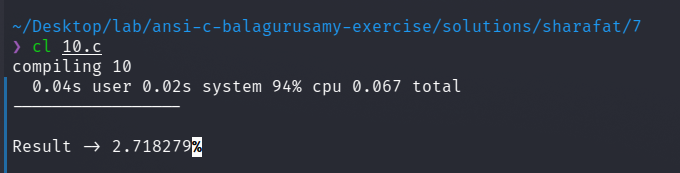 ~/Desktop/lab/ansi-c-balagurusamy-exercise/solutions/sharafat/7
❯ cl 10.c
compiling 10
0.04s user 0.02s system 94% cpu 0.067 total
-----------------
Result → 2.718279%